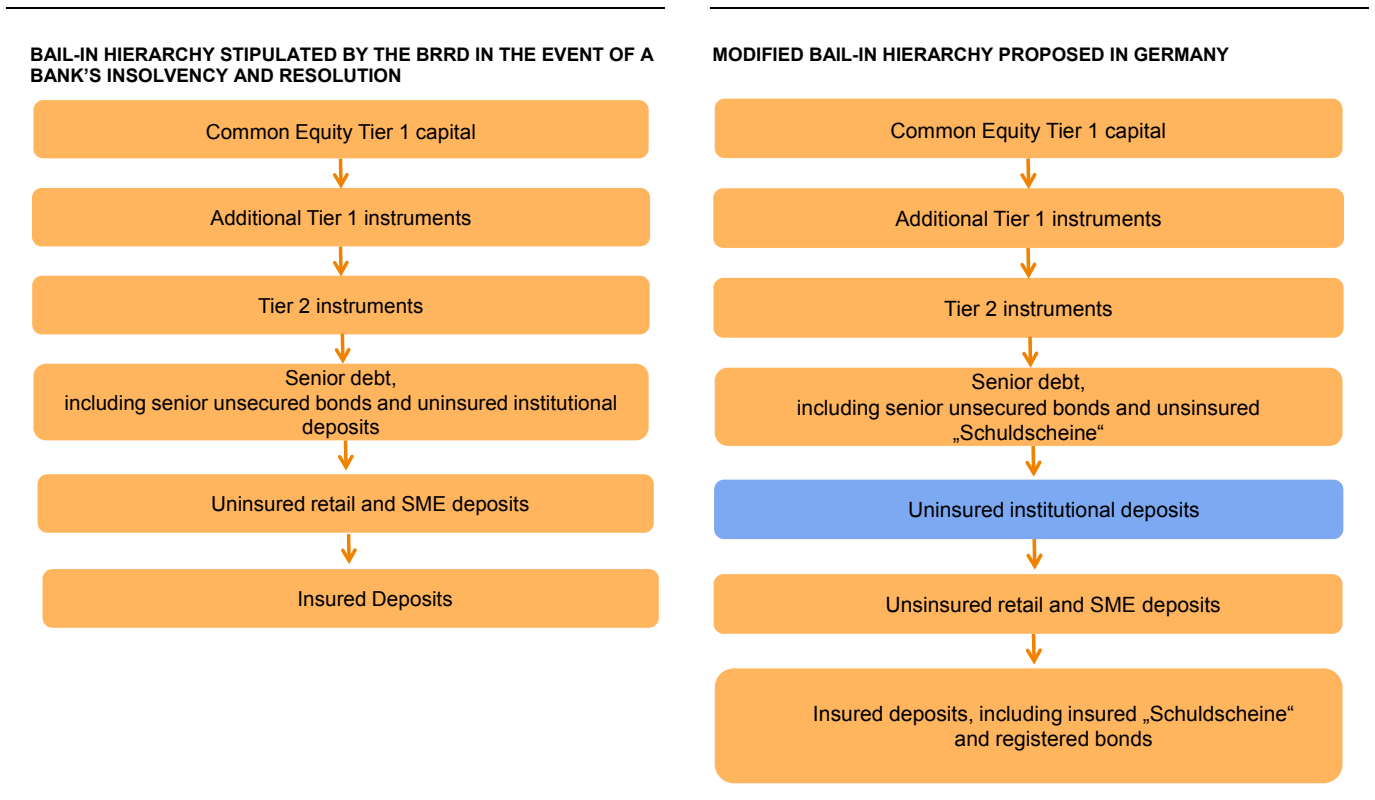 BAIL-IN HIERARCHY STIPULATED BY THE BRRD IN THE EVENT OF A
BANK'S INSOLVENCY AND RESOLUTION
Common Equity Tier 1 capital
Additional Tier 1 instruments
Tier 2 instruments
Senior debt,
including senior unsecured bonds and uninsured institutional
deposits
Uninsured retail and SME deposits
Insured Deposits
MODIFIED BAIL-IN HIERARCHY PROPOSED IN GERMANY
Common Equity Tier 1 capital
Additional Tier 1 instruments
Tier 2 instruments
Senior debt,
including senior unsecured bonds and unsinsured
„Schuldscheine“
Uninsured institutional deposits
Unsinsured retail and SME deposits
Insured deposits, including insured „Schuldscheine“
and registered bonds